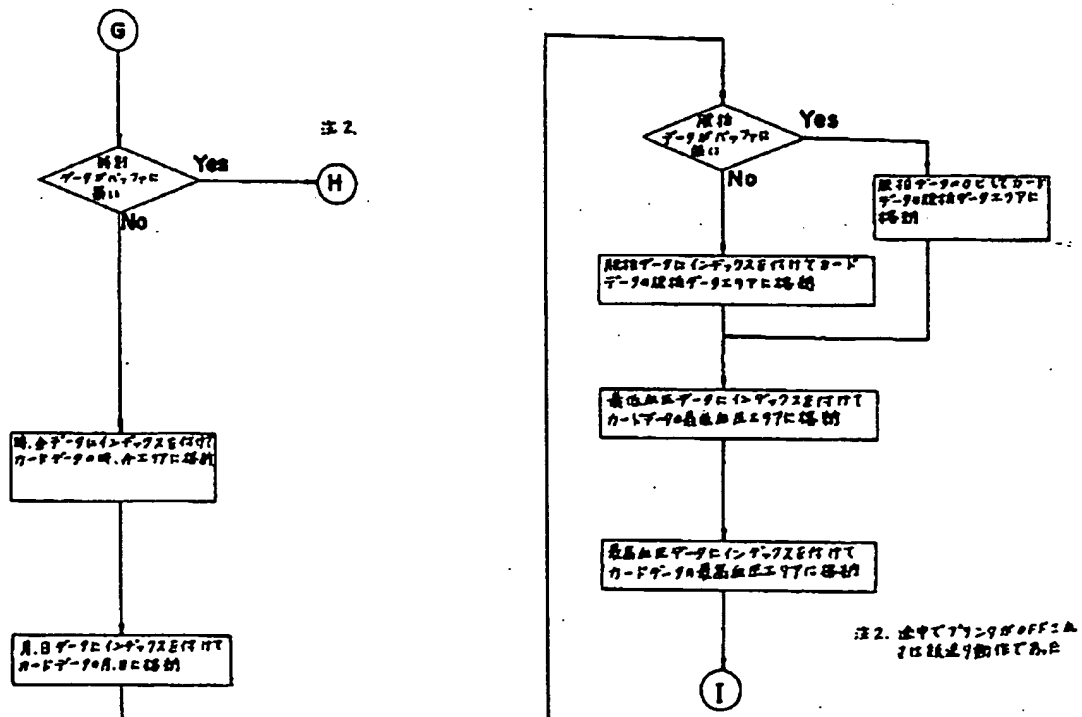 G
時計
データがバッファに
無い
Yes
注2
H
No
時、分データにインデックスを付けて
カードデータの時、分エリアに移動
月、日データにインデックスを付けて
カードデータの月、日に移動
脈拍
データがバッファに
無い
Yes
No
脈拍データの0としてカード
データの脈拍データエリアに
移動
脈拍データにインデックスを付けてカード
データの脈拍データエリアに移動
最低血圧データにインデックスを付けて
カードデータの最低血圧エリアに移動
最高血圧データにインデックスを付けて
カードデータの最高血圧エリアに移動
I
注2. 途中でプリンタがOFFこれ
又は紙送り動作であった